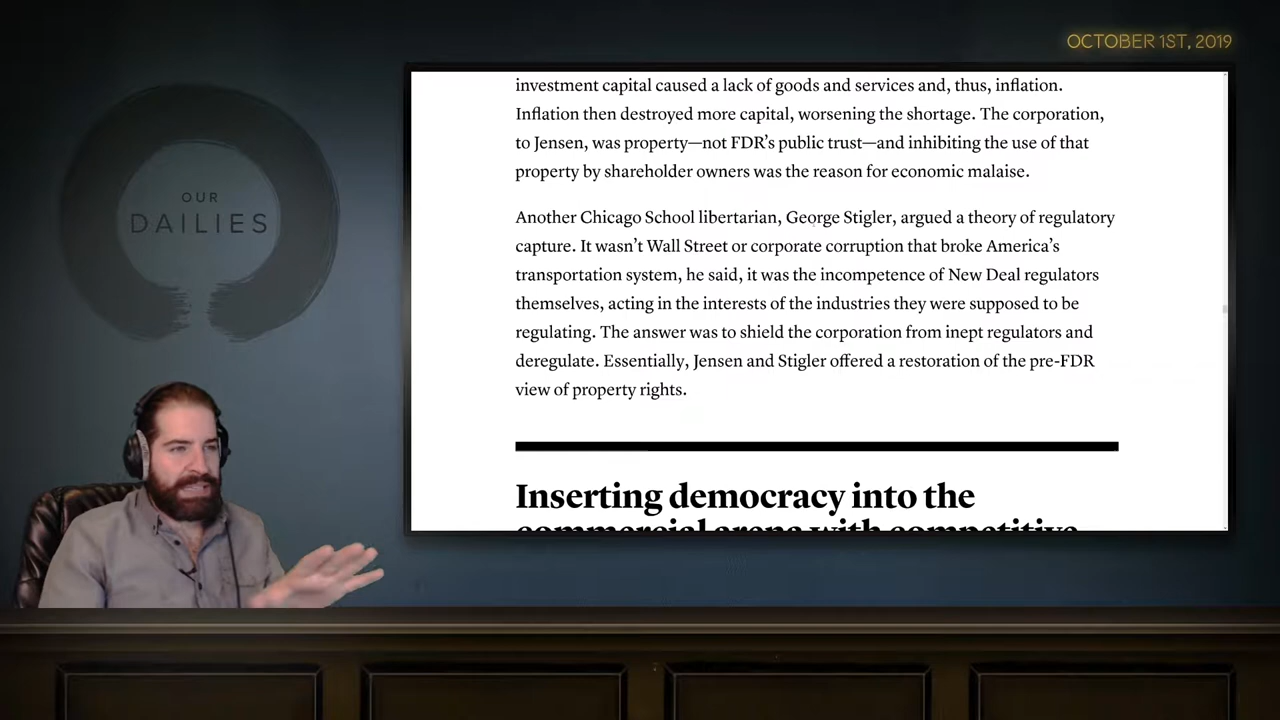 OCTOBER 1ST, 2019
OUR
DAILIES
investment capital caused a lack of goods and services and, thus, inflation.
Inflation then destroyed more capital, worsening the shortage. The corporation,
to Jensen, was property—not FDR’s public trust—and inhibiting the use of that
property by shareholder owners was the reason for economic malaise.
Another Chicago School libertarian, George Stigler, argued a theory of regulatory
capture. It wasn’t Wall Street or corporate corruption that broke America’s
transportation system, he said, it was the incompetence of New Deal regulators
themselves, acting in the interests of the industries they were supposed to be
regulating. The answer was to shield the corporation from inept regulators and
deregulate. Essentially, Jensen and Stigler offered a restoration of the pre-FDR
view of property rights.
Inserting democracy into the
commercial arena with competitive